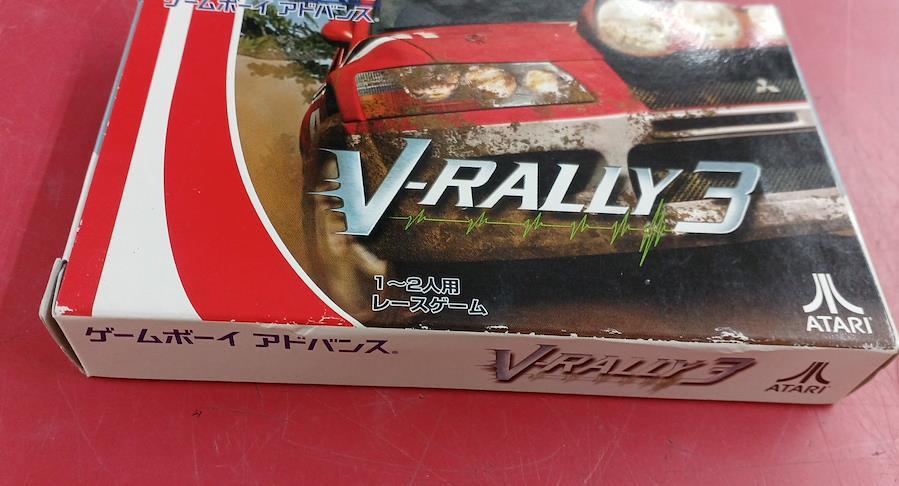 ゲームボーイ アドバンス
V-RALLY 3
1~2人用
レースゲーム
ATARI
ゲームボーイ アドバンス®
V-RALLY 3
ATARI